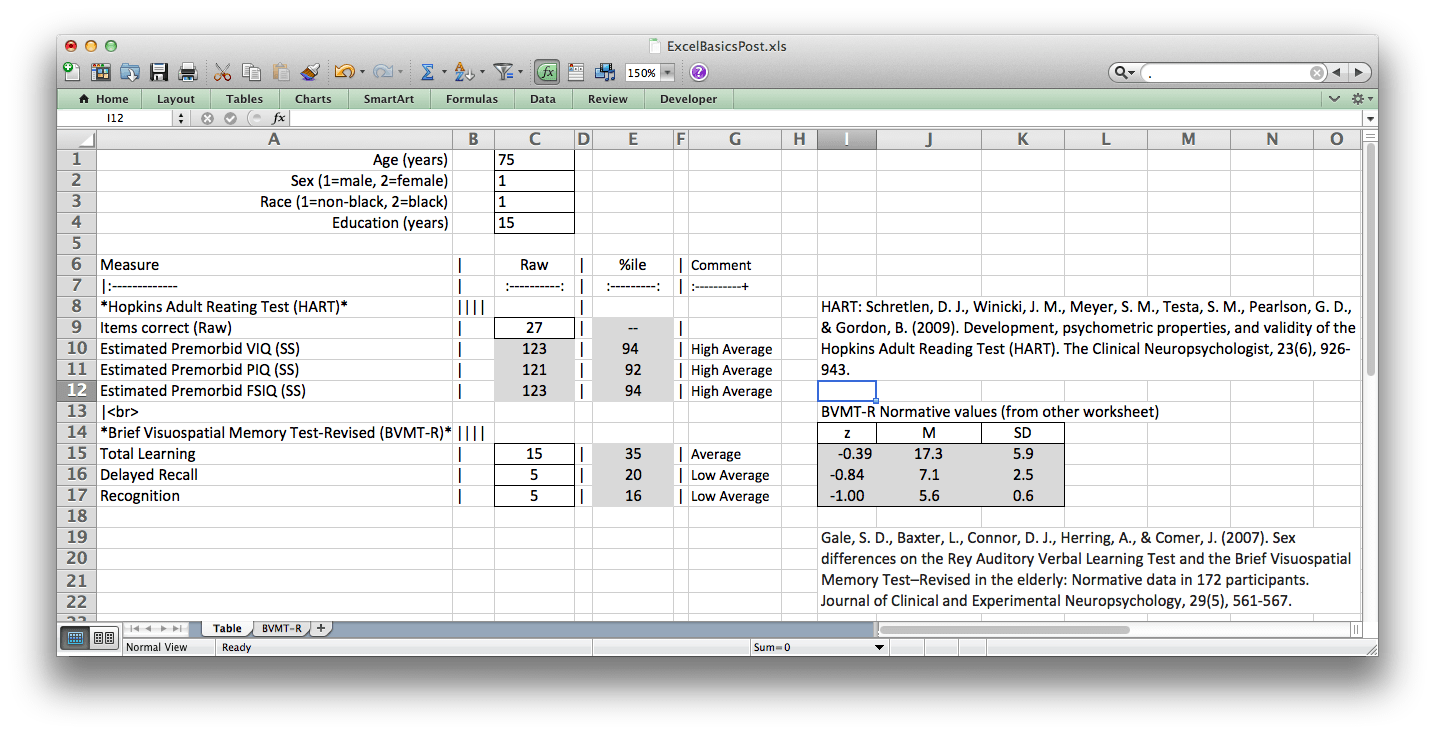 ExcelBasicsPost.xls
150% .
Home Layout Tables Charts SmartArt Formulas Data Review Developer
I12 fx
A B C D E F G H I J K L M N O
1 Age (years) 75
2 Sex (1=male, 2=female) 1
3 Race (1=non-black, 2=black) 1
4 Education (years) 15
5
6 Measure | Raw | %ile | Comment
7 |:------------- | :----------: | :---------: | :----------+
8 *Hopkins Adult Reating Test (HART)* |||| | HART: Schretlen, D. J., Winicki, J. M., Meyer, S. M., Testa, S. M., Pearlson, G. D.,
9 Items correct (Raw) | 27 | -- | & Gordon, B. (2009). Development, psychometric properties, and validity of the
10 Estimated Premorbid VIQ (SS) | 123 | 94 | High Average Hopkins Adult Reading Test (HART). The Clinical Neuropsychologist, 23(6), 926-
11 Estimated Premorbid PIQ (SS) | 121 | 92 | High Average 943.
12 Estimated Premorbid FSIQ (SS) | 123 | 94 | High Average
13 |<br> BVMT-R Normative values (from other worksheet)
14 *Brief Visuospatial Memory Test-Revised (BVMT-R)* |||| z M SD
15 Total Learning | 15 | 35 | Average -0.39 17.3 5.9
16 Delayed Recall | 5 | 20 | Low Average -0.84 7.1 2.5
17 Recognition | 5 | 16 | Low Average -1.00 5.6 0.6
18
19 Gale, S. D., Baxter, L., Connor, D. J., Herring, A., & Comer, J. (2007). Sex
20 differences on the Rey Auditory Verbal Learning Test and the Brief Visuospatial
21 Memory Test–Revised in the elderly: Normative data in 172 participants.
22 Journal of Clinical and Experimental Neuropsychology, 29(5), 561-567.
Table BVMT-R +
Normal View Ready Sum=0